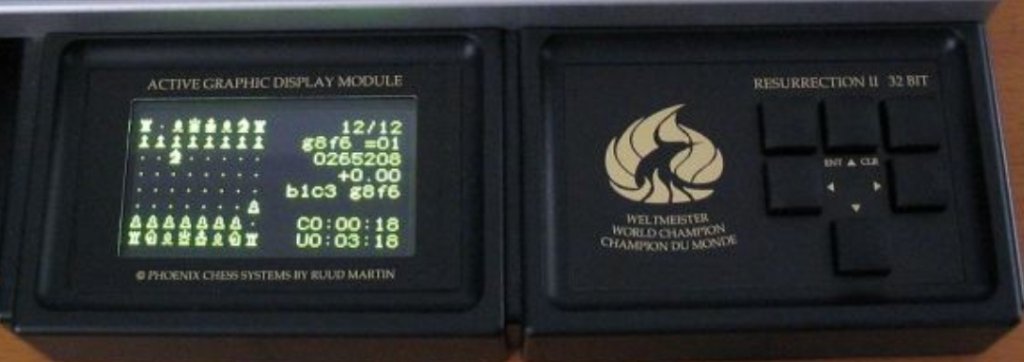 ACTIVE GRAPHIC DISPLAY MODULE
12/12
g8f6 =01
0265208
+0.00
b1c3 g8f6
C0:00:18
U0:03:18
© PHOENIX CHESS SYSTEMS BY RUUD MARTIN
RESURRECTION II 32 BIT
ENT ▲ CLR
◀ ▶
▼
WELTMEISTER
WORLD CHAMPION
CHAMPION DU MONDE